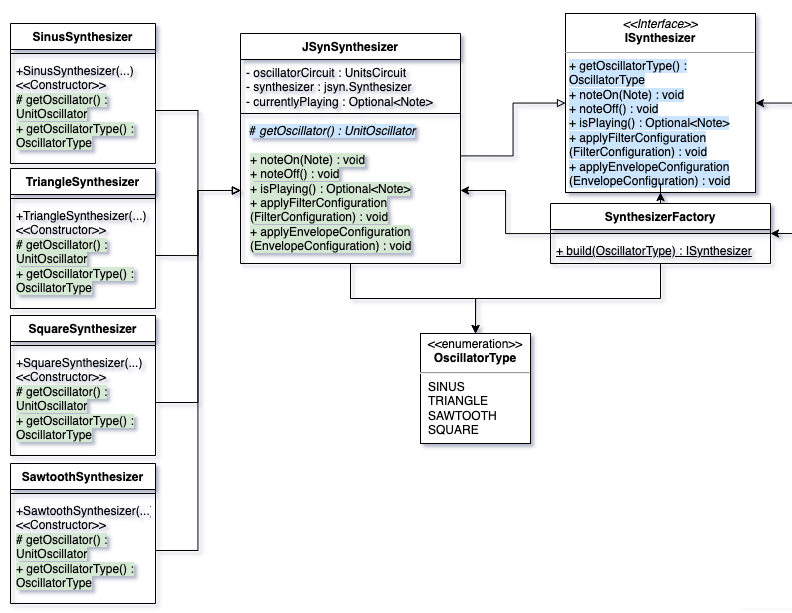 SinusSynthesizer
+SinusSynthesizer(...)
<<Constructor>>
# getOscillator() :
UnitOscillator
+ getOscillatorType() :
OscillatorType
TriangleSynthesizer
+TriangleSynthesizer(...)
<<Constructor>>
# getOscillator() :
UnitOscillator
+ getOscillatorType() :
OscillatorType
SquareSynthesizer
+SquareSynthesizer(...)
<<Constructor>>
# getOscillator() :
UnitOscillator
+ getOscillatorType() :
OscillatorType
SawtoothSynthesizer
+SawtoothSynthesizer(...
<<Constructor>>
# getOscillator() :
UnitOscillator
+ getOscillatorType() :
OscillatorType
JSynSynthesizer
- oscillatorCircuit : UnitsCircuit
- synthesizer : jsyn.Synthesizer
- currentlyPlaying : Optional<Note>
# getOscillator() : UnitOscillator
+ noteOn(Note) : void
+ noteOff() : void
+ isPlaying() : Optional<Note>
+ applyFilterConfiguration
(FilterConfiguration) : void
+ applyEnvelopeConfiguration
(EnvelopeConfiguration) : void
<<Interface>>
ISynthesizer
+ getOscillatorType() :
OscillatorType
+ noteOn(Note) : void
+ noteOff() : void
+ isPlaying() : Optional<Note>
+ applyFilterConfiguration
(FilterConfiguration) : void
+ applyEnvelopeConfiguration
(EnvelopeConfiguration) : void
SynthesizerFactory
+ build(OscillatorType) : ISynthesizer
<<enumeration>>
OscillatorType
SINUS
TRIANGLE
SAWTOOTH
SQUARE